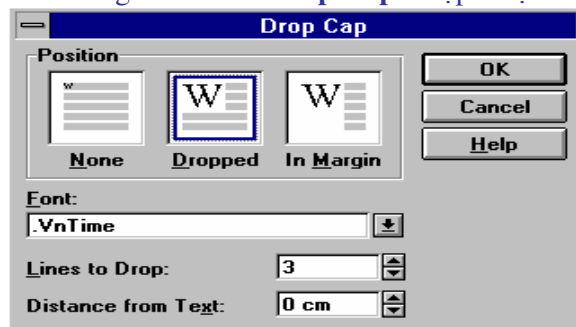 Drop Cap
Position
W W W
None Dropped In Margin
OK
Cancel
Help
Font:
.VnTime
Lines to Drop: 3
Distance from Text: 0 cm